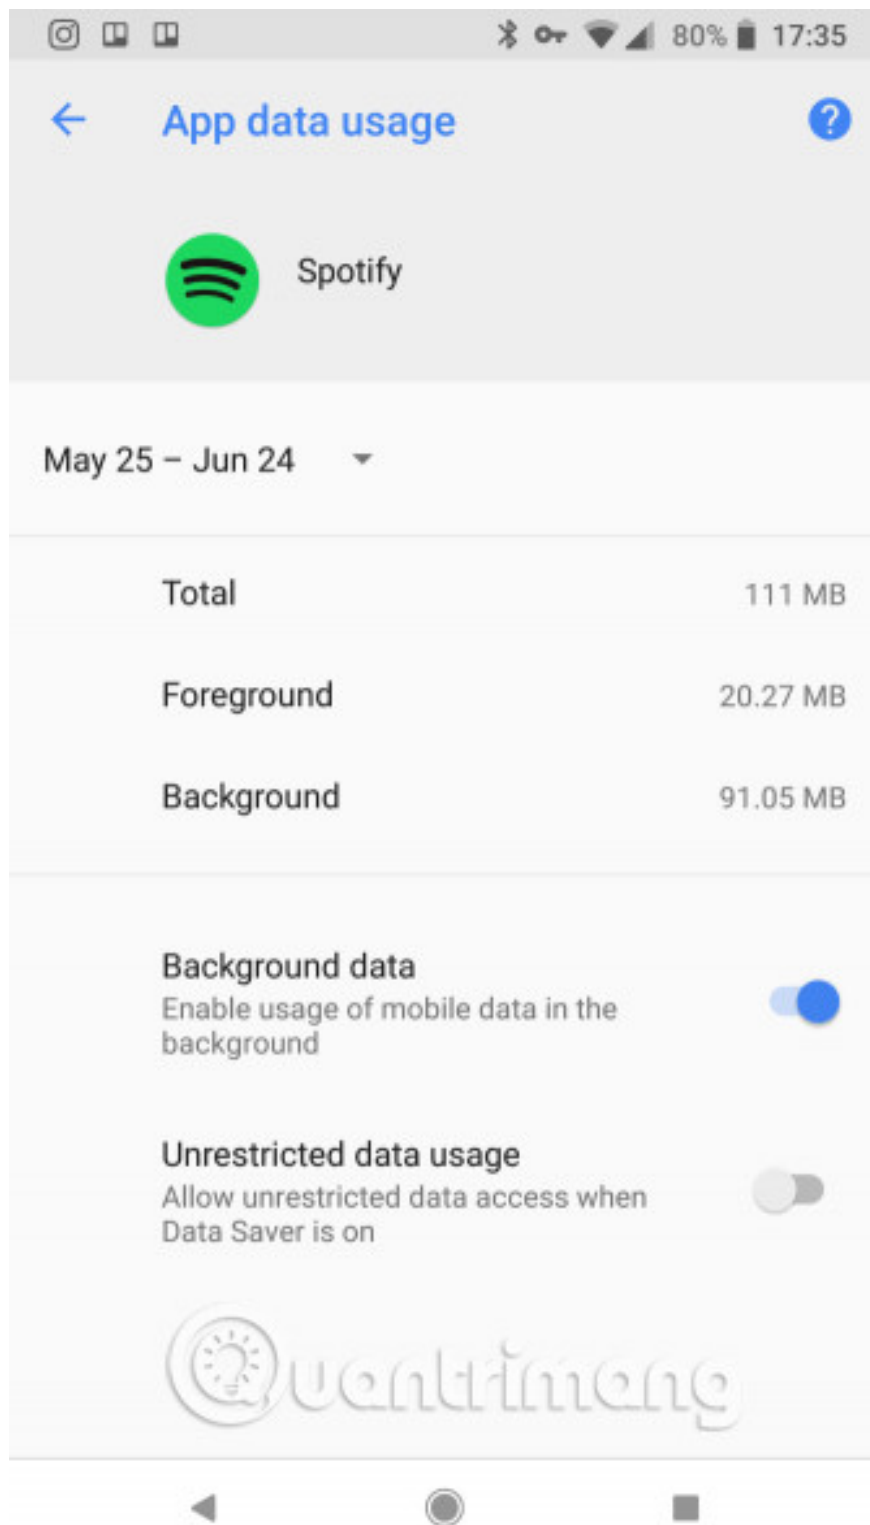 80% 17:35
App data usage
Spotify
May 25 – Jun 24
Total 111 MB
Foreground 20.27 MB
Background 91.05 MB
Background data
Enable usage of mobile data in the
background
Unrestricted data usage
Allow unrestricted data access when
Data Saver is on
Quantrimang